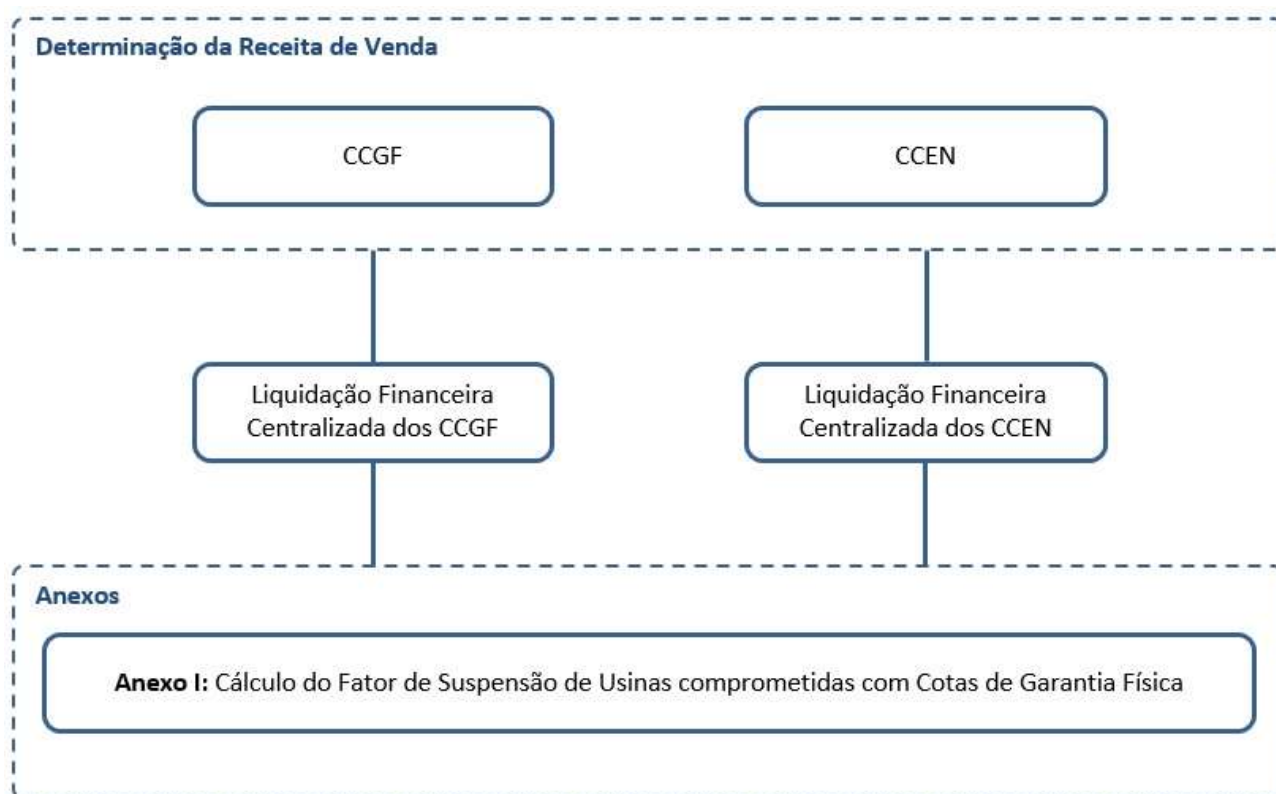 Determinação da Receita de Venda
CCGF
CCEN
Liquidação Financeira
Centralizada dos CCGF
Liquidação Financeira
Centralizada dos CCEN
Anexos
Anexo I: Cálculo do Fator de Suspensão de Usinas comprometidas com Cotas de Garantia Física